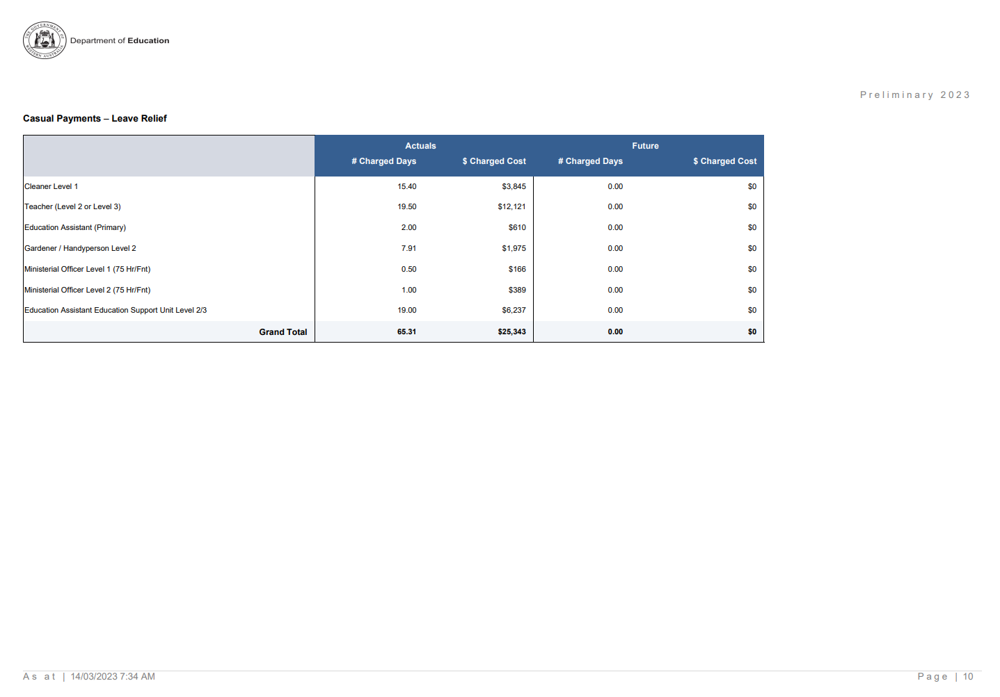 THE GOVERNMENT OF
WESTERN AUSTRALIA
Department of Education
Preliminary 2023
Casual Payments – Leave Relief
Actuals Future
# Charged Days $ Charged Cost # Charged Days $ Charged Cost
Cleaner Level 1 15.40 $3,845 0.00 $0
Teacher (Level 2 or Level 3) 19.50 $12,121 0.00 $0
Education Assistant (Primary) 2.00 $610 0.00 $0
Gardener / Handyperson Level 2 7.91 $1,975 0.00 $0
Ministerial Officer Level 1 (75 Hr/Fnt) 0.50 $166 0.00 $0
Ministerial Officer Level 2 (75 Hr/Fnt) 1.00 $389 0.00 $0
Education Assistant Education Support Unit Level 2/3 19.00 $6,237 0.00 $0
Grand Total 65.31 $25,343 0.00 $0
As at | 14/03/2023 7:34 AM Page | 10